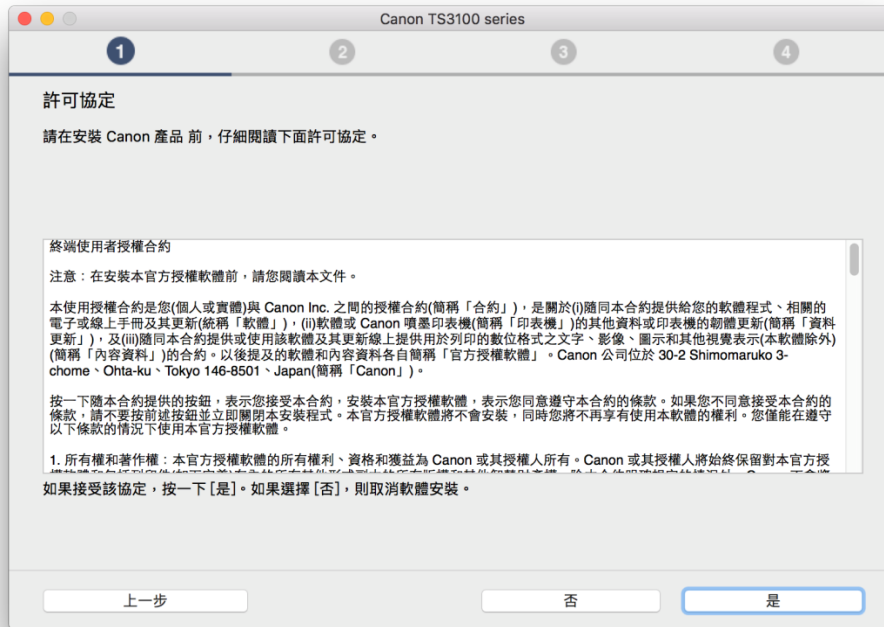 Canon TS3100 series
1
2
3
4
許可協定
請在安裝 Canon 產品 前，仔細閱讀下面許可協定。
終端使用者授權合約
注意：在安裝本官方授權軟體前，請您閱讀本文件。
本使用授權合約是您(個人或實體)與 Canon Inc. 之間的授權合約(簡稱「合約」)，是關於(i)隨同本合約提供給您的軟體程式、相關的
電子或線上手冊及其更新(統稱「軟體」)，(ii)軟體或 Canon 噴墨印表機(簡稱「印表機」)的其他資料或印表機的韌體更新(簡稱「資料
更新」)，及(iii)隨同本合約提供或使用該軟體及其更新線上提供用於列印的數位格式之文字、影像、圖示和其他視覺表示(本軟體除外)
(簡稱「內容資料」)的合約。以後提及的軟體和內容資料各自簡稱「官方授權軟體」。Canon 公司位於 30-2 Shimomaruko 3-
chome、Ohta-ku、Tokyo 146-8501、Japan(簡稱「Canon」)。
按一下隨本合約提供的按鈕，表示您接受本合約，安裝本官方授權軟體，表示您同意遵守本合約的條款。如果您不同意接受本合約的
條款，請不要按前述按鈕並立即關閉本安裝程式。本官方授權軟體將不會安裝，同時您將不再享有使用本軟體的權利。您僅能在遵守
以下條款的情況下使用本官方授權軟體。
1. 所有權和著作權：本官方授權軟體的所有權利、資格和獲益為 Canon 或其授權人所有。Canon 或其授權人將始終保留對本官方授
如果接受該協定，按一下 [是]。如果選擇 [否]，則取消軟體安裝。
上一步
否
是